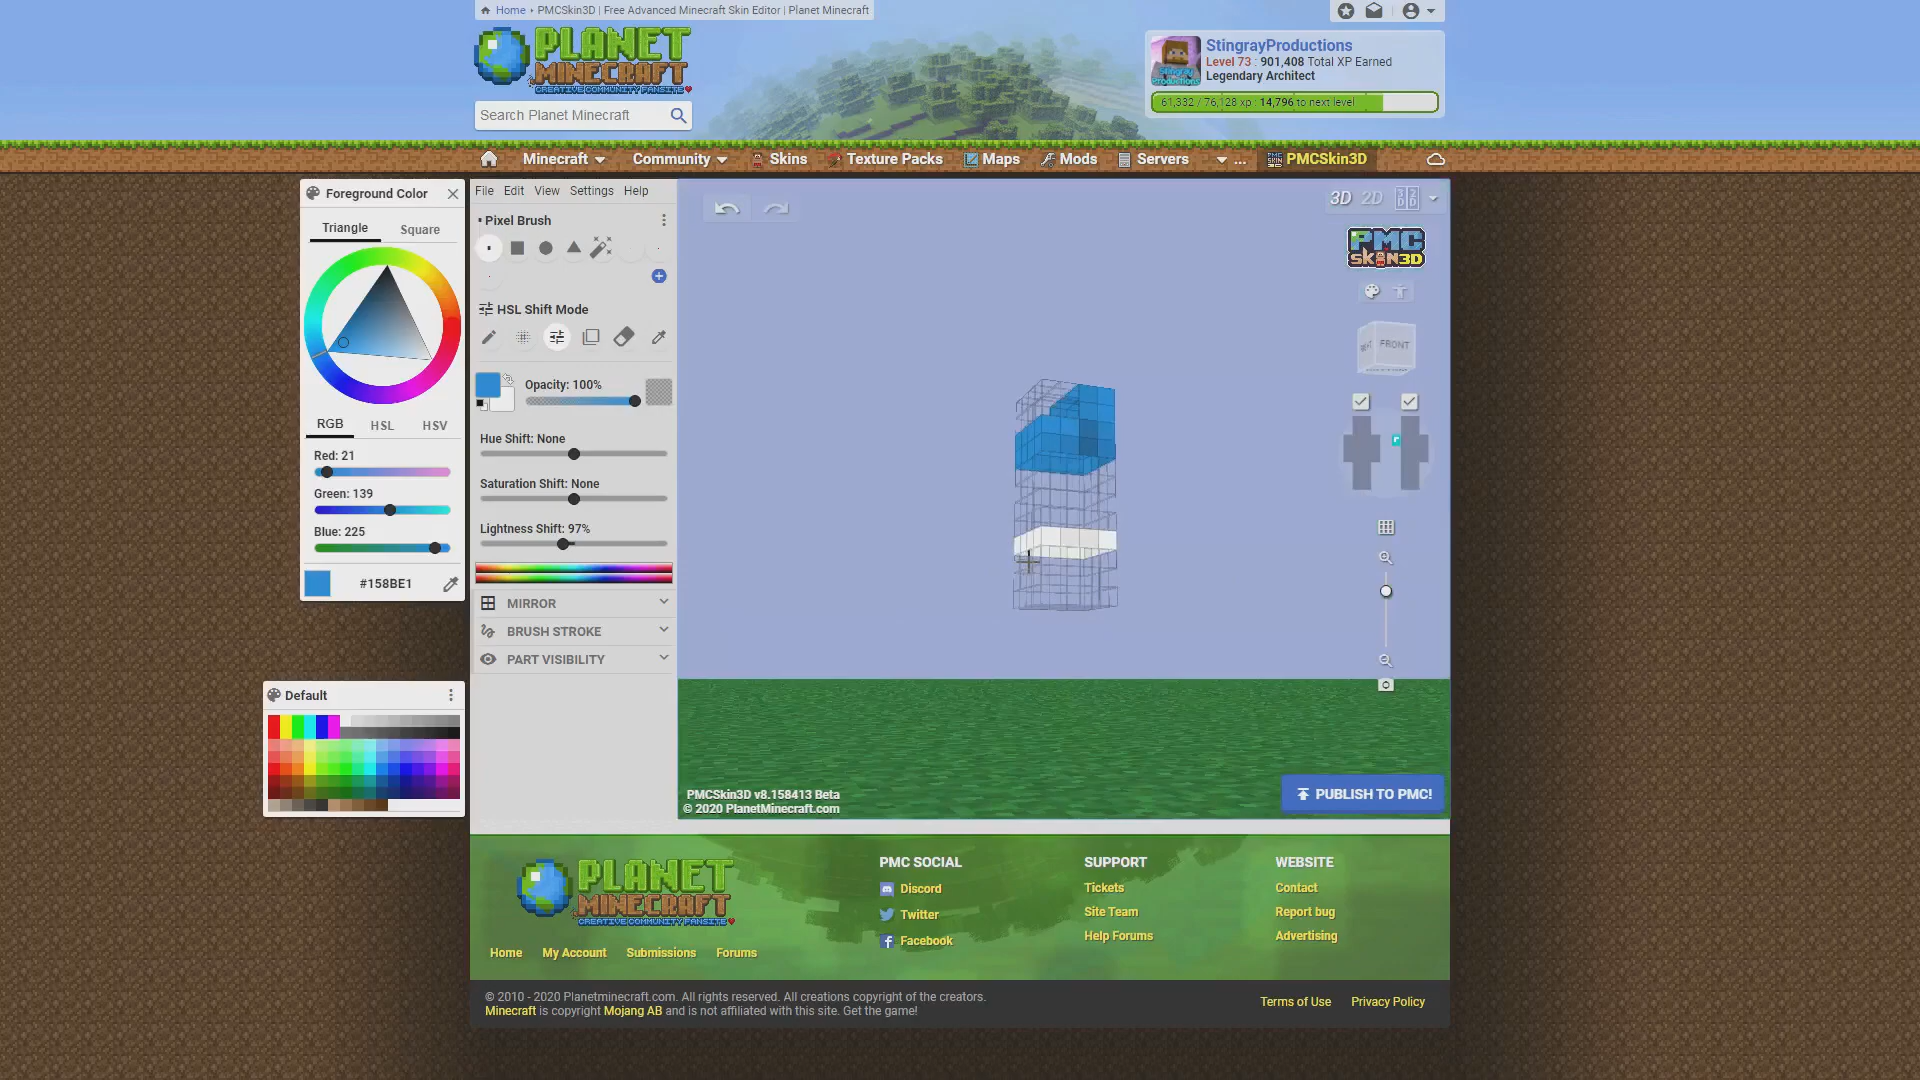 Home • PMCSkin3D | Free Advanced Minecraft Skin Editor | Planet Minecraft
PLANET
MINECRAFT
CREATIVE COMMUNITY FANSITE
Search Planet Minecraft
StingrayProductions
Level 73 : 901,408 Total XP Earned
Legendary Architect
61,332 / 76,128 xp : 14,796 to next level
Minecraft
Community
Skins
Texture Packs
Maps
Mods
Servers
...
PMCSkin3D
Foreground Color
Triangle
Square
RGB
HSL
HSV
Red: 21
Green: 139
Blue: 225
#158BE1
Default
File Edit View Settings Help
Pixel Brush
HSL Shift Mode
Opacity: 100%
Hue Shift: None
Saturation Shift: None
Lightness Shift: 97%
MIRROR
BRUSH STROKE
PART VISIBILITY
3D 2D
PMC
SKIN3D
FRONT
PMCSkin3D v8.158413 Beta
© 2020 PlanetMinecraft.com
PUBLISH TO PMC!
PLANET
MINECRAFT
CREATIVE COMMUNITY FANSITE
Home
My Account
Submissions
Forums
PMC SOCIAL
Discord
Twitter
Facebook
SUPPORT
Tickets
Site Team
Help Forums
WEBSITE
Contact
Report bug
Advertising
© 2010 - 2020 Planetminecraft.com. All rights reserved. All creations copyright of the creators.
Minecraft is copyright Mojang AB and is not affiliated with this site. Get the game!
Terms of Use
Privacy Policy